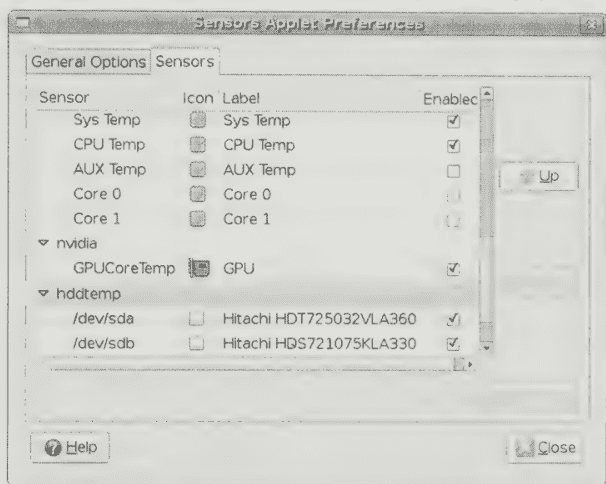 Sensors Applet Preferences
General Options Sensors
Sensor Icon Label Enabled
Sys Temp Sys Temp
CPU Temp CPU Temp
AUX Temp AUX Temp
Up
Core 0 Core 0
Core 1 Core 1
nvidia
GPUCoreTemp GPU
hddtemp
/dev/sda Hitachi HDT725032VLA360
/dev/sdb Hitachi HDS721075KLA330
Help Close